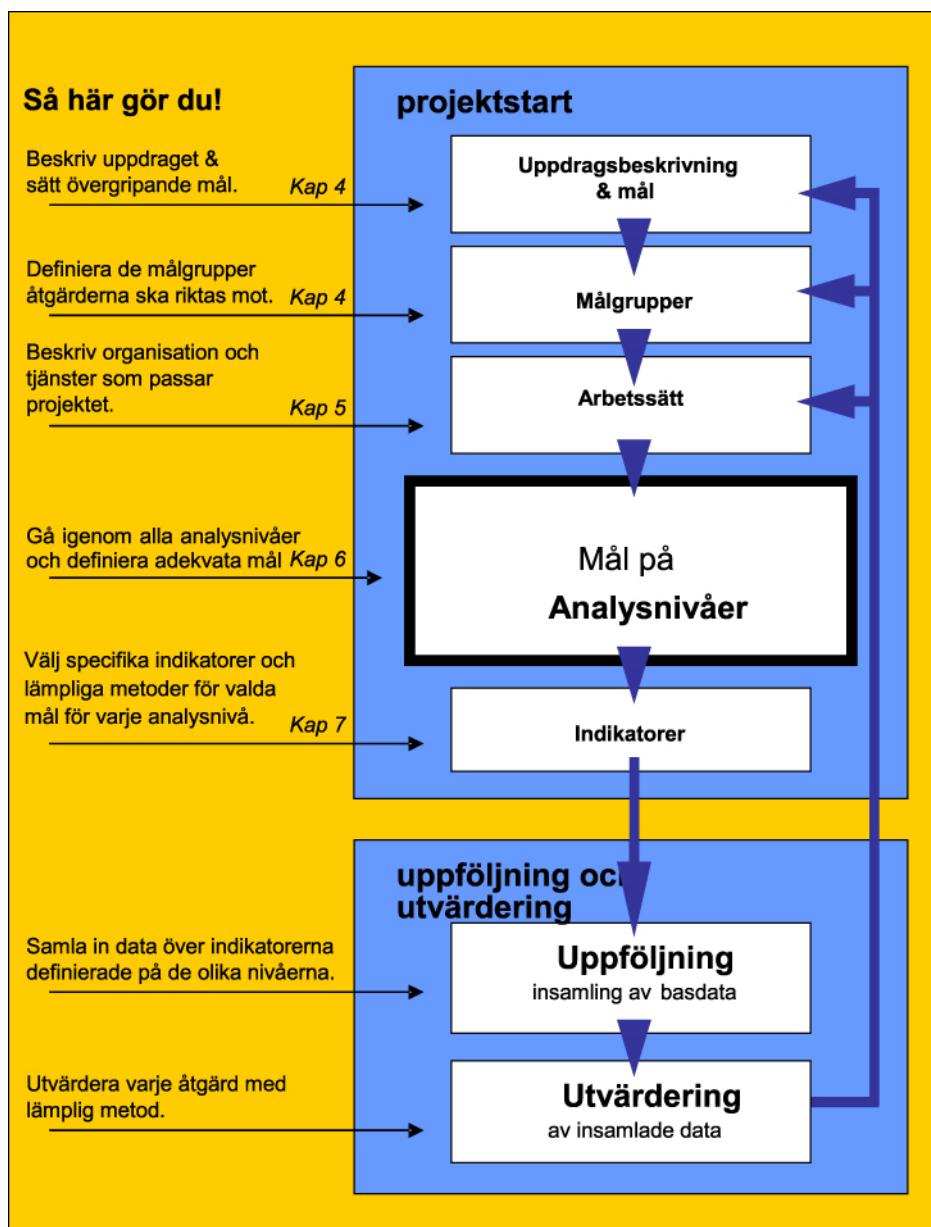 Så här gör du!
projektstart
Beskriv uppdraget &
sätt övergripande mål.
Kap 4
Uppdragsbeskrivning
& mål
Definiera de målgrupper
åtgärderna ska riktas mot.
Kap 4
Målgrupper
Beskriv organisation och
tjänster som passar
projektet.
Kap 5
Arbetssätt
Gå igenom alla analysnivåer
och definiera adekvata mål
Kap 6
Mål på
Analysnivåer
Välj specifika indikatorer och
lämpliga metoder för valda
mål för varje analysnivå.
Kap 7
Indikatorer
uppföljning oc
utvärdering
Samla in data över indikatorerna
definierade på de olika nivåerna.
Uppföljning
insamling av basdata
Utvärdera varje åtgärd med
lämplig metod.
Utvärdering
av insamlade data